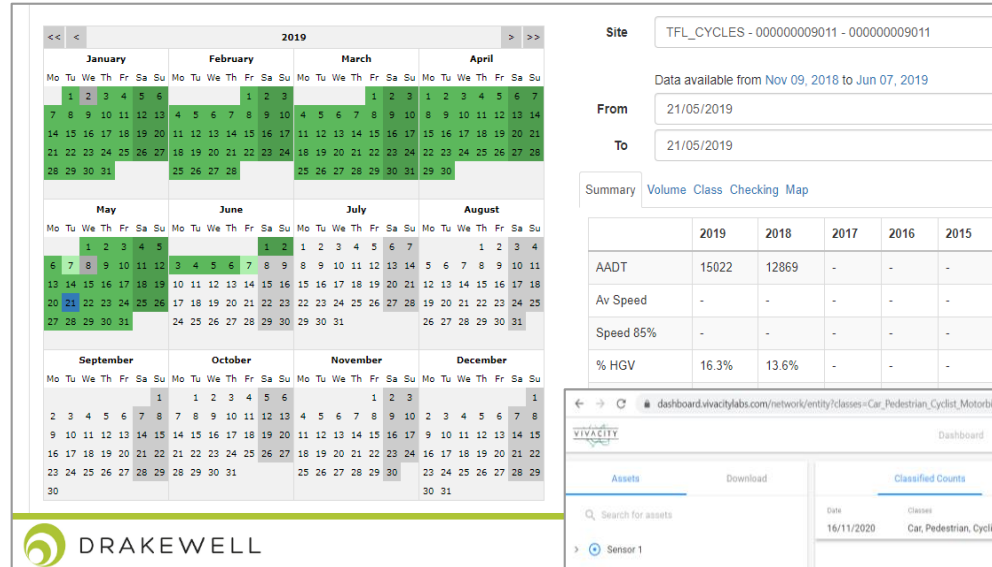 << < 2019 > >>
January February March April
Mo Tu We Th Fr Sa Su Mo Tu We Th Fr Sa Su Mo Tu We Th Fr Sa Su Mo Tu We Th Fr Sa Su
1 2 3 4 5 6 1 2 3 1 2 3 1 2 3 4 5 6 7
7 8 9 10 11 12 13 4 5 6 7 8 9 10 4 5 6 7 8 9 10 8 9 10 11 12 13 14
14 15 16 17 18 19 20 11 12 13 14 15 16 17 11 12 13 14 15 16 17 15 16 17 18 19 20 21
21 22 23 24 25 26 27 18 19 20 21 22 23 24 18 19 20 21 22 23 24 22 23 24 25 26 27 28
28 29 30 31 25 26 27 28 25 26 27 28 29 30 31 29 30
May June July August
Mo Tu We Th Fr Sa Su Mo Tu We Th Fr Sa Su Mo Tu We Th Fr Sa Su Mo Tu We Th Fr Sa Su
1 2 3 4 5 1 2 1 2 3 4 5 6 7 1 2 3 4
6 7 8 9 10 11 12 3 4 5 6 7 8 9 8 9 10 11 12 13 14 5 6 7 8 9 10 11
13 14 15 16 17 18 19 10 11 12 13 14 15 16 15 16 17 18 19 20 21 12 13 14 15 16 17 18
20 21 22 23 24 25 26 17 18 19 20 21 22 23 22 23 24 25 26 27 28 19 20 21 22 23 24 25
27 28 29 30 31 24 25 26 27 28 29 30 29 30 31 26 27 28 29 30 31
September October November December
Mo Tu We Th Fr Sa Su Mo Tu We Th Fr Sa Su Mo Tu We Th Fr Sa Su Mo Tu We Th Fr Sa Su
1 1 2 3 4 5 6 1 2 3 1
2 3 4 5 6 7 8 7 8 9 10 11 12 13 4 5 6 7 8 9 10 2 3 4 5 6 7 8
9 10 11 12 13 14 15 14 15 16 17 18 19 20 11 12 13 14 15 16 17 9 10 11 12 13 14 15
16 17 18 19 20 21 22 21 22 23 24 25 26 27 18 19 20 21 22 23 24 16 17 18 19 20 21 22
23 24 25 26 27 28 29 28 29 30 31 25 26 27 28 29 30 23 24 25 26 27 28 29
30 30 31
DRAKEWELL
Site TFL_CYCLES - 000000009011 - 000000009011
Data available from Nov 09, 2018 to Jun 07, 2019
From 21/05/2019
To 21/05/2019
Summary Volume Class Checking Map
2019 2018 2017 2016 2015
AADT 15022 12869 - - -
Av Speed - - - - -
Speed 85% - - - - -
% HGV 16.3% 13.6% - - -
dashboard.vivacitylabs.com/network/entity?classes=Car_Pedestrian_Cyclist_Motorbi
VIVACITY Dashboard
Assets Download Classified Counts
Search for assets Date Classes
16/11/2020 Car, Pedestrian, Cycli
Sensor 1